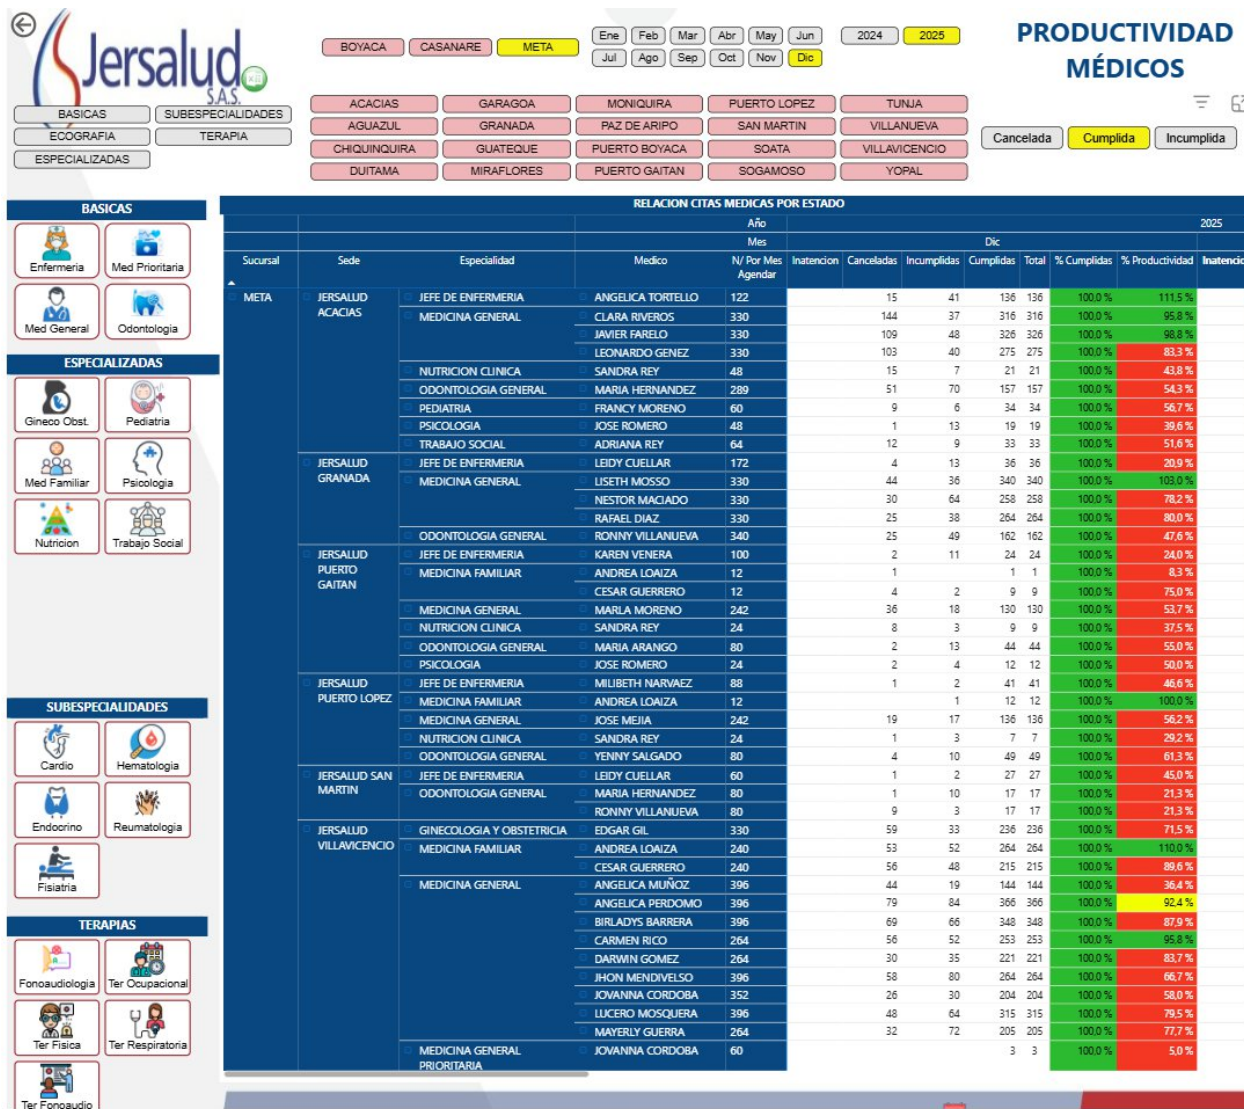 Jersalud
S.A.S.
BOYACA CASANARE META
Ene Feb Mar Abr May Jun
Jul Ago Sep Oct Nov Dic
2024 2025
PRODUCTIVIDAD
MÉDICOS
BASICAS SUBESPECIALIDADES
ECOGRAFIA TERAPIA
ESPECIALIZADAS
ACACIAS GARAGOA MONIQUIRA PUERTO LOPEZ TUNJA
AGUAZUL GRANADA PAZ DE ARIPO SAN MARTIN VILLANUEVA
CHIQUINQUIRA GUATEQUE PUERTO BOYACA SOATA VILLAVICENCIO
DUITAMA MIRAFLORES PUERTO GAITAN SOGAMOSO YOPAL
Cancelada Cumplida Incumplida
BASICAS
Enfermeria Med Prioritaria
Med General Odontologia
ESPECIALIZADAS
Gineco Obst. Pediatria
Med Familiar Psicologia
Nutricion Trabajo Social
SUBESPECIALIDADES
Cardio Hematologia
Endocrino Reumatologia
Fisiatria
TERAPIAS
Fonoaudiologia Ter Ocupacional
Ter Fisica Ter Respiratoria
Ter Fonoaudio
RELACION CITAS MEDICAS POR ESTADO
Año 2025
Mes Dic
Sucursal Sede Especialidad Medico N/ Por Mes Agendar Inatencion Canceladas Incumplidas Cumplidas Total % Cumplidas % Productividad Inatencio
META JERSALUD ACACIAS JEFE DE ENFERMERIA ANGELICA TORTELLO 122 15 41 136 136 100,0 % 111,5 %
MEDICINA GENERAL CLARA RIVEROS 330 144 37 316 316 100,0 % 95,8 %
JAVIER FARELO 330 109 48 326 326 100,0 % 98,8 %
LEONARDO GENEZ 330 103 40 275 275 100,0 % 83,3 %
NUTRICION CLINICA SANDRA REY 48 15 7 21 21 100,0 % 43,8 %
ODONTOLOGIA GENERAL MARIA HERNANDEZ 289 51 70 157 157 100,0 % 54,3 %
PEDIATRIA FRANCY MORENO 60 9 6 34 34 100,0 % 56,7 %
PSICOLOGIA JOSE ROMERO 48 1 13 19 19 100,0 % 39,6 %
TRABAJO SOCIAL ADRIANA REY 64 12 9 33 33 100,0 % 51,6 %
JERSALUD GRANADA JEFE DE ENFERMERIA LEIDY CUELLAR 172 4 13 36 36 100,0 % 20,9 %
MEDICINA GENERAL LISETH MOSSO 330 44 36 340 340 100,0 % 103,0 %
NESTOR MACIADO 330 30 64 258 258 100,0 % 78,2 %
RAFAEL DIAZ 330 25 38 264 264 100,0 % 80,0 %
ODONTOLOGIA GENERAL RONNY VILLANUEVA 340 25 49 162 162 100,0 % 47,6 %
JERSALUD PUERTO GAITAN JEFE DE ENFERMERIA KAREN VENERA 100 2 11 24 24 100,0 % 24,0 %
MEDICINA FAMILIAR ANDREA LOAIZA 12 1 1 1 100,0 % 8,3 %
CESAR GUERRERO 12 4 2 9 9 100,0 % 75,0 %
MEDICINA GENERAL MARLA MORENO 242 36 18 130 130 100,0 % 53,7 %
NUTRICION CLINICA SANDRA REY 24 8 3 9 9 100,0 % 37,5 %
ODONTOLOGIA GENERAL MARIA ARANGO 80 2 13 44 44 100,0 % 55,0 %
PSICOLOGIA JOSE ROMERO 24 2 4 12 12 100,0 % 50,0 %
JERSALUD PUERTO LOPEZ JEFE DE ENFERMERIA MILIBETH NARVAEZ 88 1 2 41 41 100,0 % 46,6 %
MEDICINA FAMILIAR ANDREA LOAIZA 12 1 12 12 100,0 % 100,0 %
MEDICINA GENERAL JOSE MEJIA 242 19 17 136 136 100,0 % 56,2 %
NUTRICION CLINICA SANDRA REY 24 1 3 7 7 100,0 % 29,2 %
ODONTOLOGIA GENERAL YENNY SALGADO 80 4 10 49 49 100,0 % 61,3 %
JERSALUD SAN MARTIN JEFE DE ENFERMERIA LEIDY CUELLAR 60 1 2 27 27 100,0 % 45,0 %
ODONTOLOGIA GENERAL MARIA HERNANDEZ 80 1 10 17 17 100,0 % 21,3 %
RONNY VILLANUEVA 80 9 3 17 17 100,0 % 21,3 %
JERSALUD VILLAVICENCIO GINECOLOGIA Y OBSTETRICIA EDGAR GIL 330 59 33 236 236 100,0 % 71,5 %
MEDICINA FAMILIAR ANDREA LOAIZA 240 53 52 264 264 100,0 % 110,0 %
CESAR GUERRERO 240 56 48 215 215 100,0 % 89,6 %
MEDICINA GENERAL ANGELICA MUÑOZ 396 44 19 144 144 100,0 % 36,4 %
ANGELICA PERDOMO 396 79 84 366 366 100,0 % 92,4 %
BIRLADYS BARRERA 396 69 66 348 348 100,0 % 87,9 %
CARMEN RICO 264 56 52 253 253 100,0 % 95,8 %
DARWIN GOMEZ 264 30 35 221 221 100,0 % 83,7 %
JHON MENDIVELSO 396 58 80 264 264 100,0 % 66,7 %
JOVANNA CORDOBA 352 26 30 204 204 100,0 % 58,0 %
LUCERO MOSQUERA 396 48 64 315 315 100,0 % 79,5 %
MAYERLY GUERRA 264 32 72 205 205 100,0 % 77,7 %
MEDICINA GENERAL PRIORITARIA JOVANNA CORDOBA 60 3 3 100,0 % 5,0 %